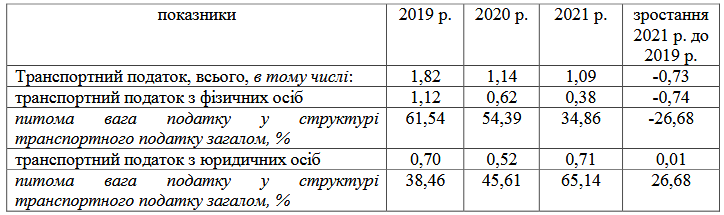 показники 2019 р. 2020 р. 2021 р. зростання
2021 р. до
2019 р.
Транспортний податок, всього, в тому числі: 1,82 1,14 1,09 -0,73
транспортний податок з фізичних осіб 1,12 0,62 0,38 -0,74
питома вага податку у структурі
транспортного податку загалом, % 61,54 54,39 34,86 -26,68
транспортний податок з юридичних осіб 0,70 0,52 0,71 0,01
питома вага податку у структурі
транспортного податку загалом, % 38,46 45,61 65,14 26,68